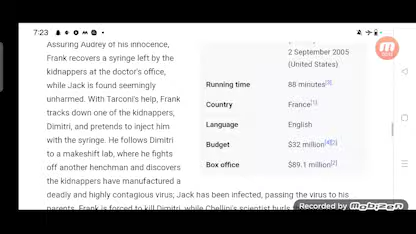 7:23
Assuring Audrey of his innocence,
Frank recovers a syringe left by the
kidnappers at the doctor's office,
while Jack is found seemingly
unharmed. With Tarconi's help, Frank
tracks down one of the kidnappers,
Dimitri, and pretends to inject him
with the syringe. He follows Dimitri
to a makeshift lab, where he fights
off another henchman and discovers
the kidnappers have manufactured a
deadly and highly contagious virus; Jack has been infected, passing the virus to his
parents. Frank is forced to kill Dimitri, while Chellini's scientist hurls
2 September 2005
(United States)
Running time 88 minutes[3]
Country France[1]
Language English
Budget $32 million[4][2]
Box office $89.1 million[2]
Recorded by Mobizen